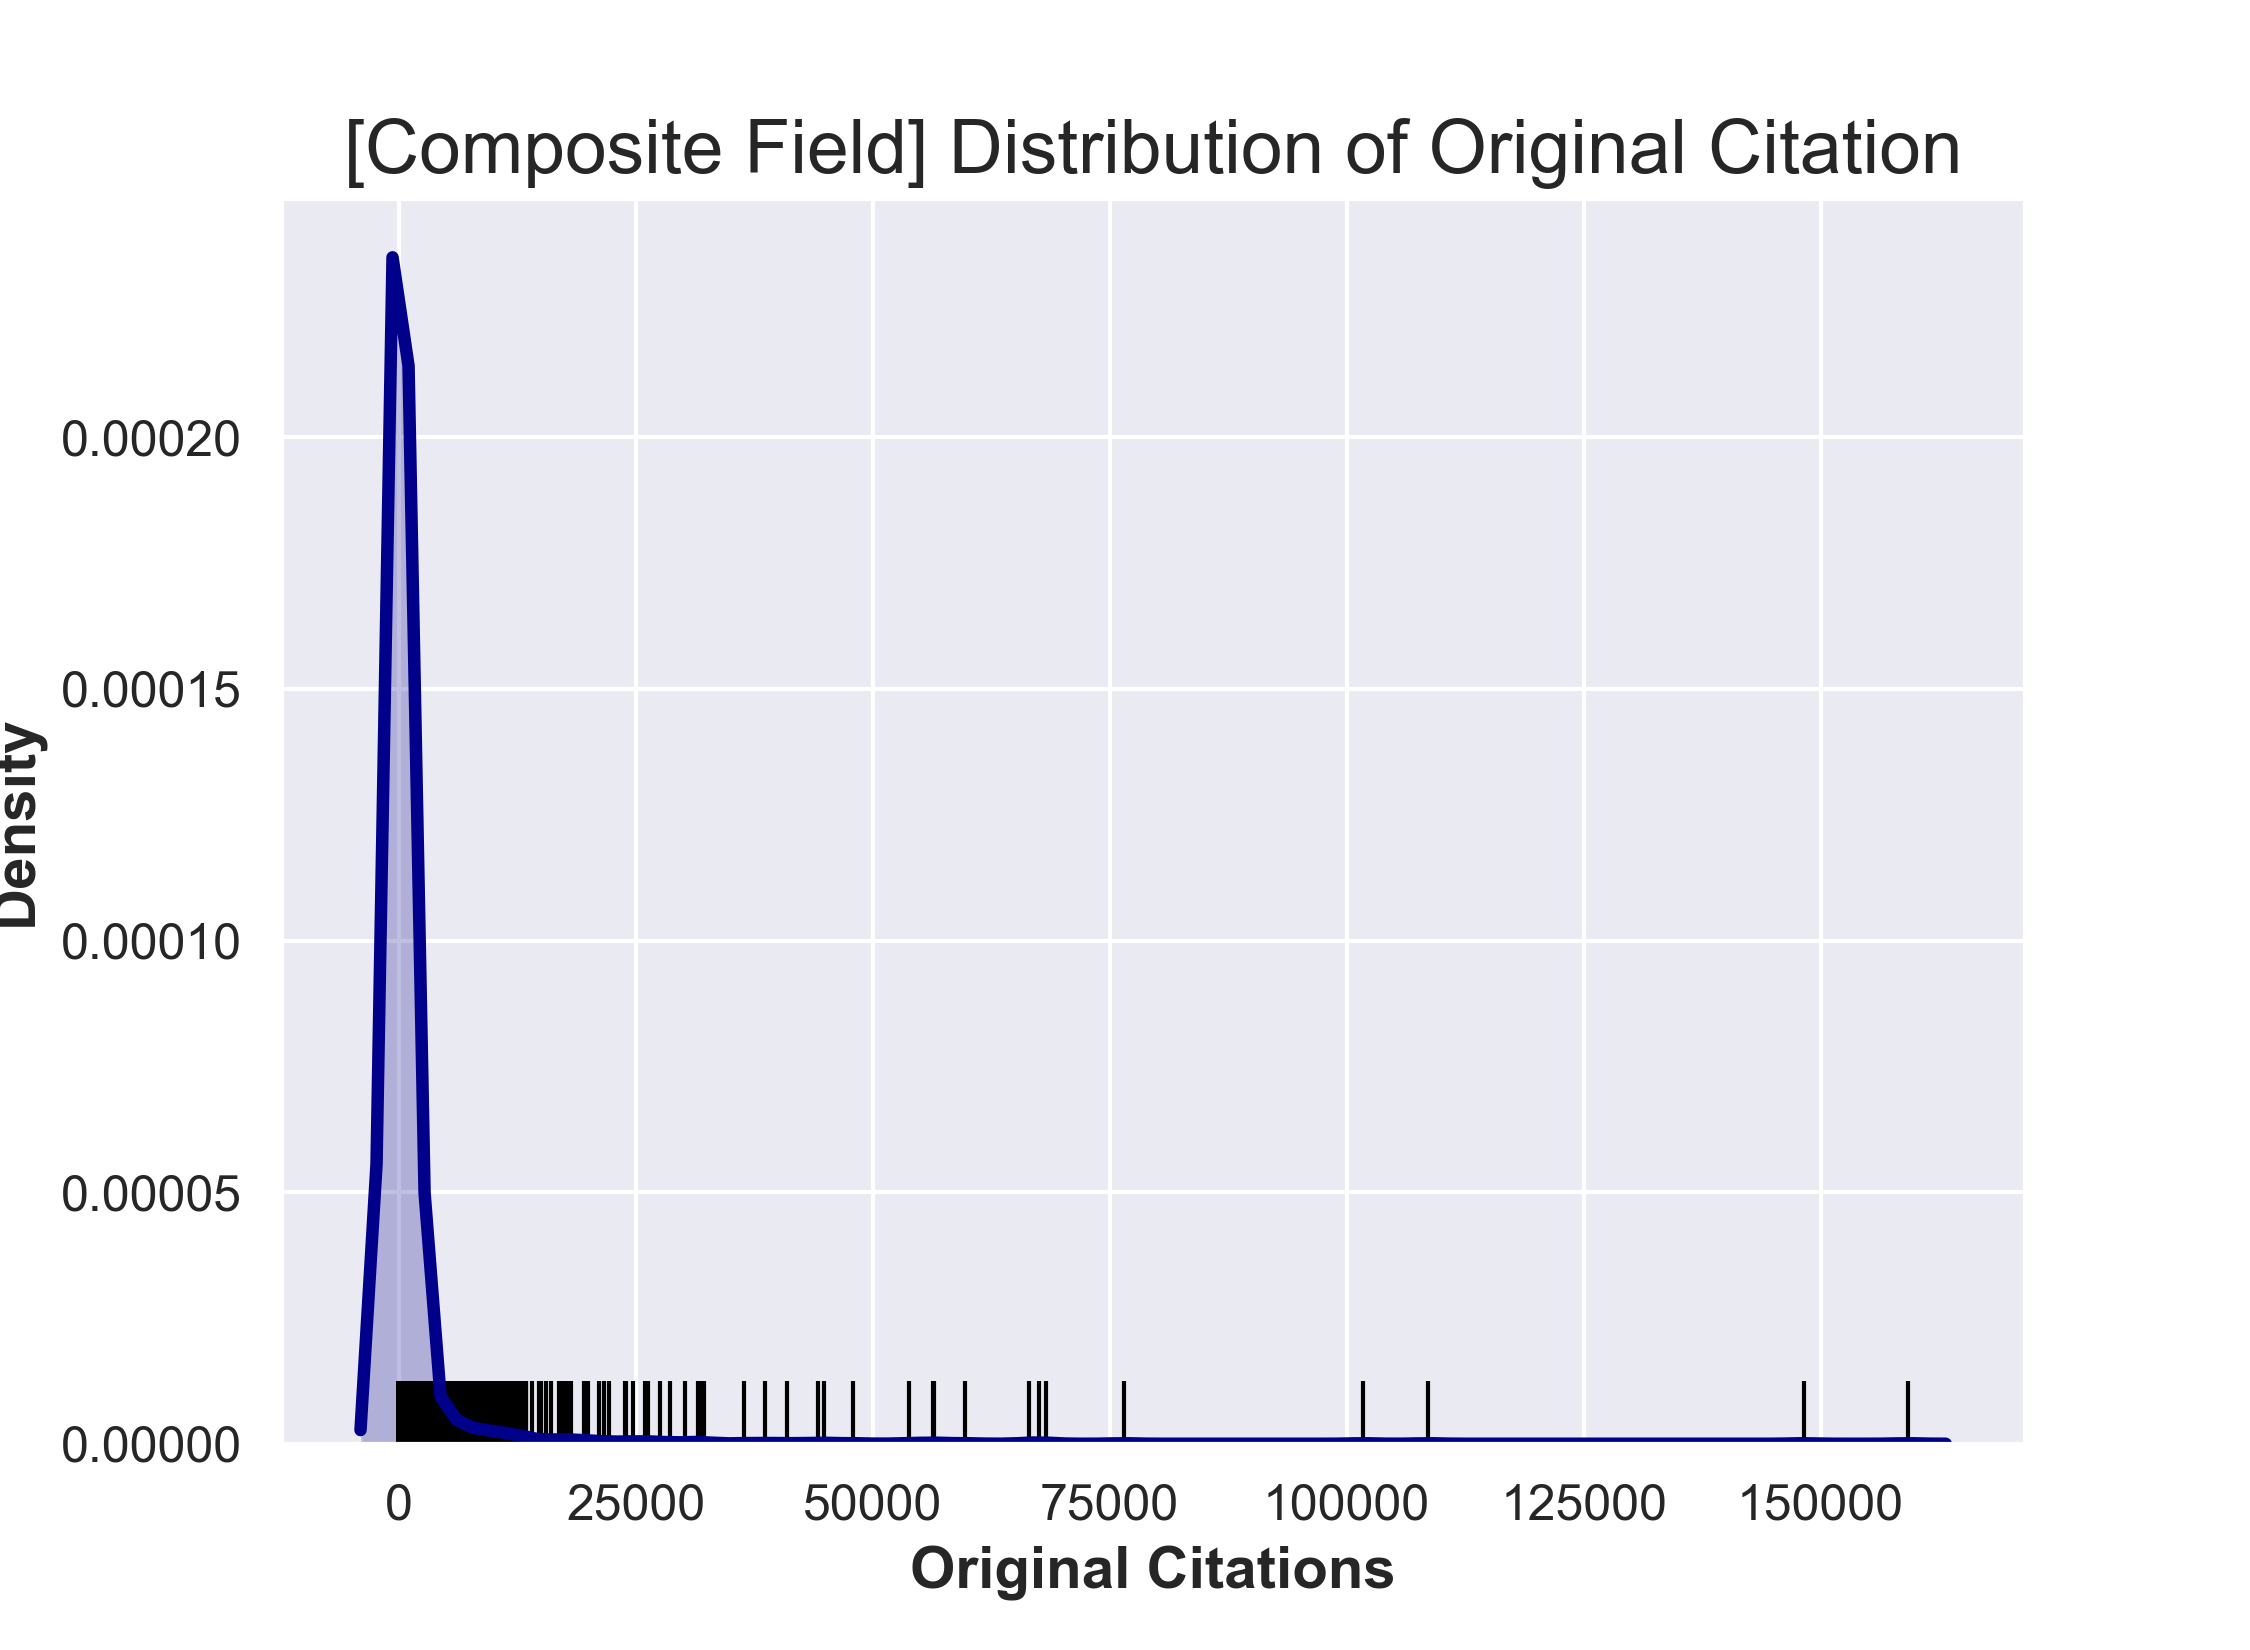 [Composite Field] Distribution of Original Citation
Density
0.00020
0.00015
0.00010
0.00005
0.00000
0 25000 50000 75000 100000 125000 150000
Original Citations